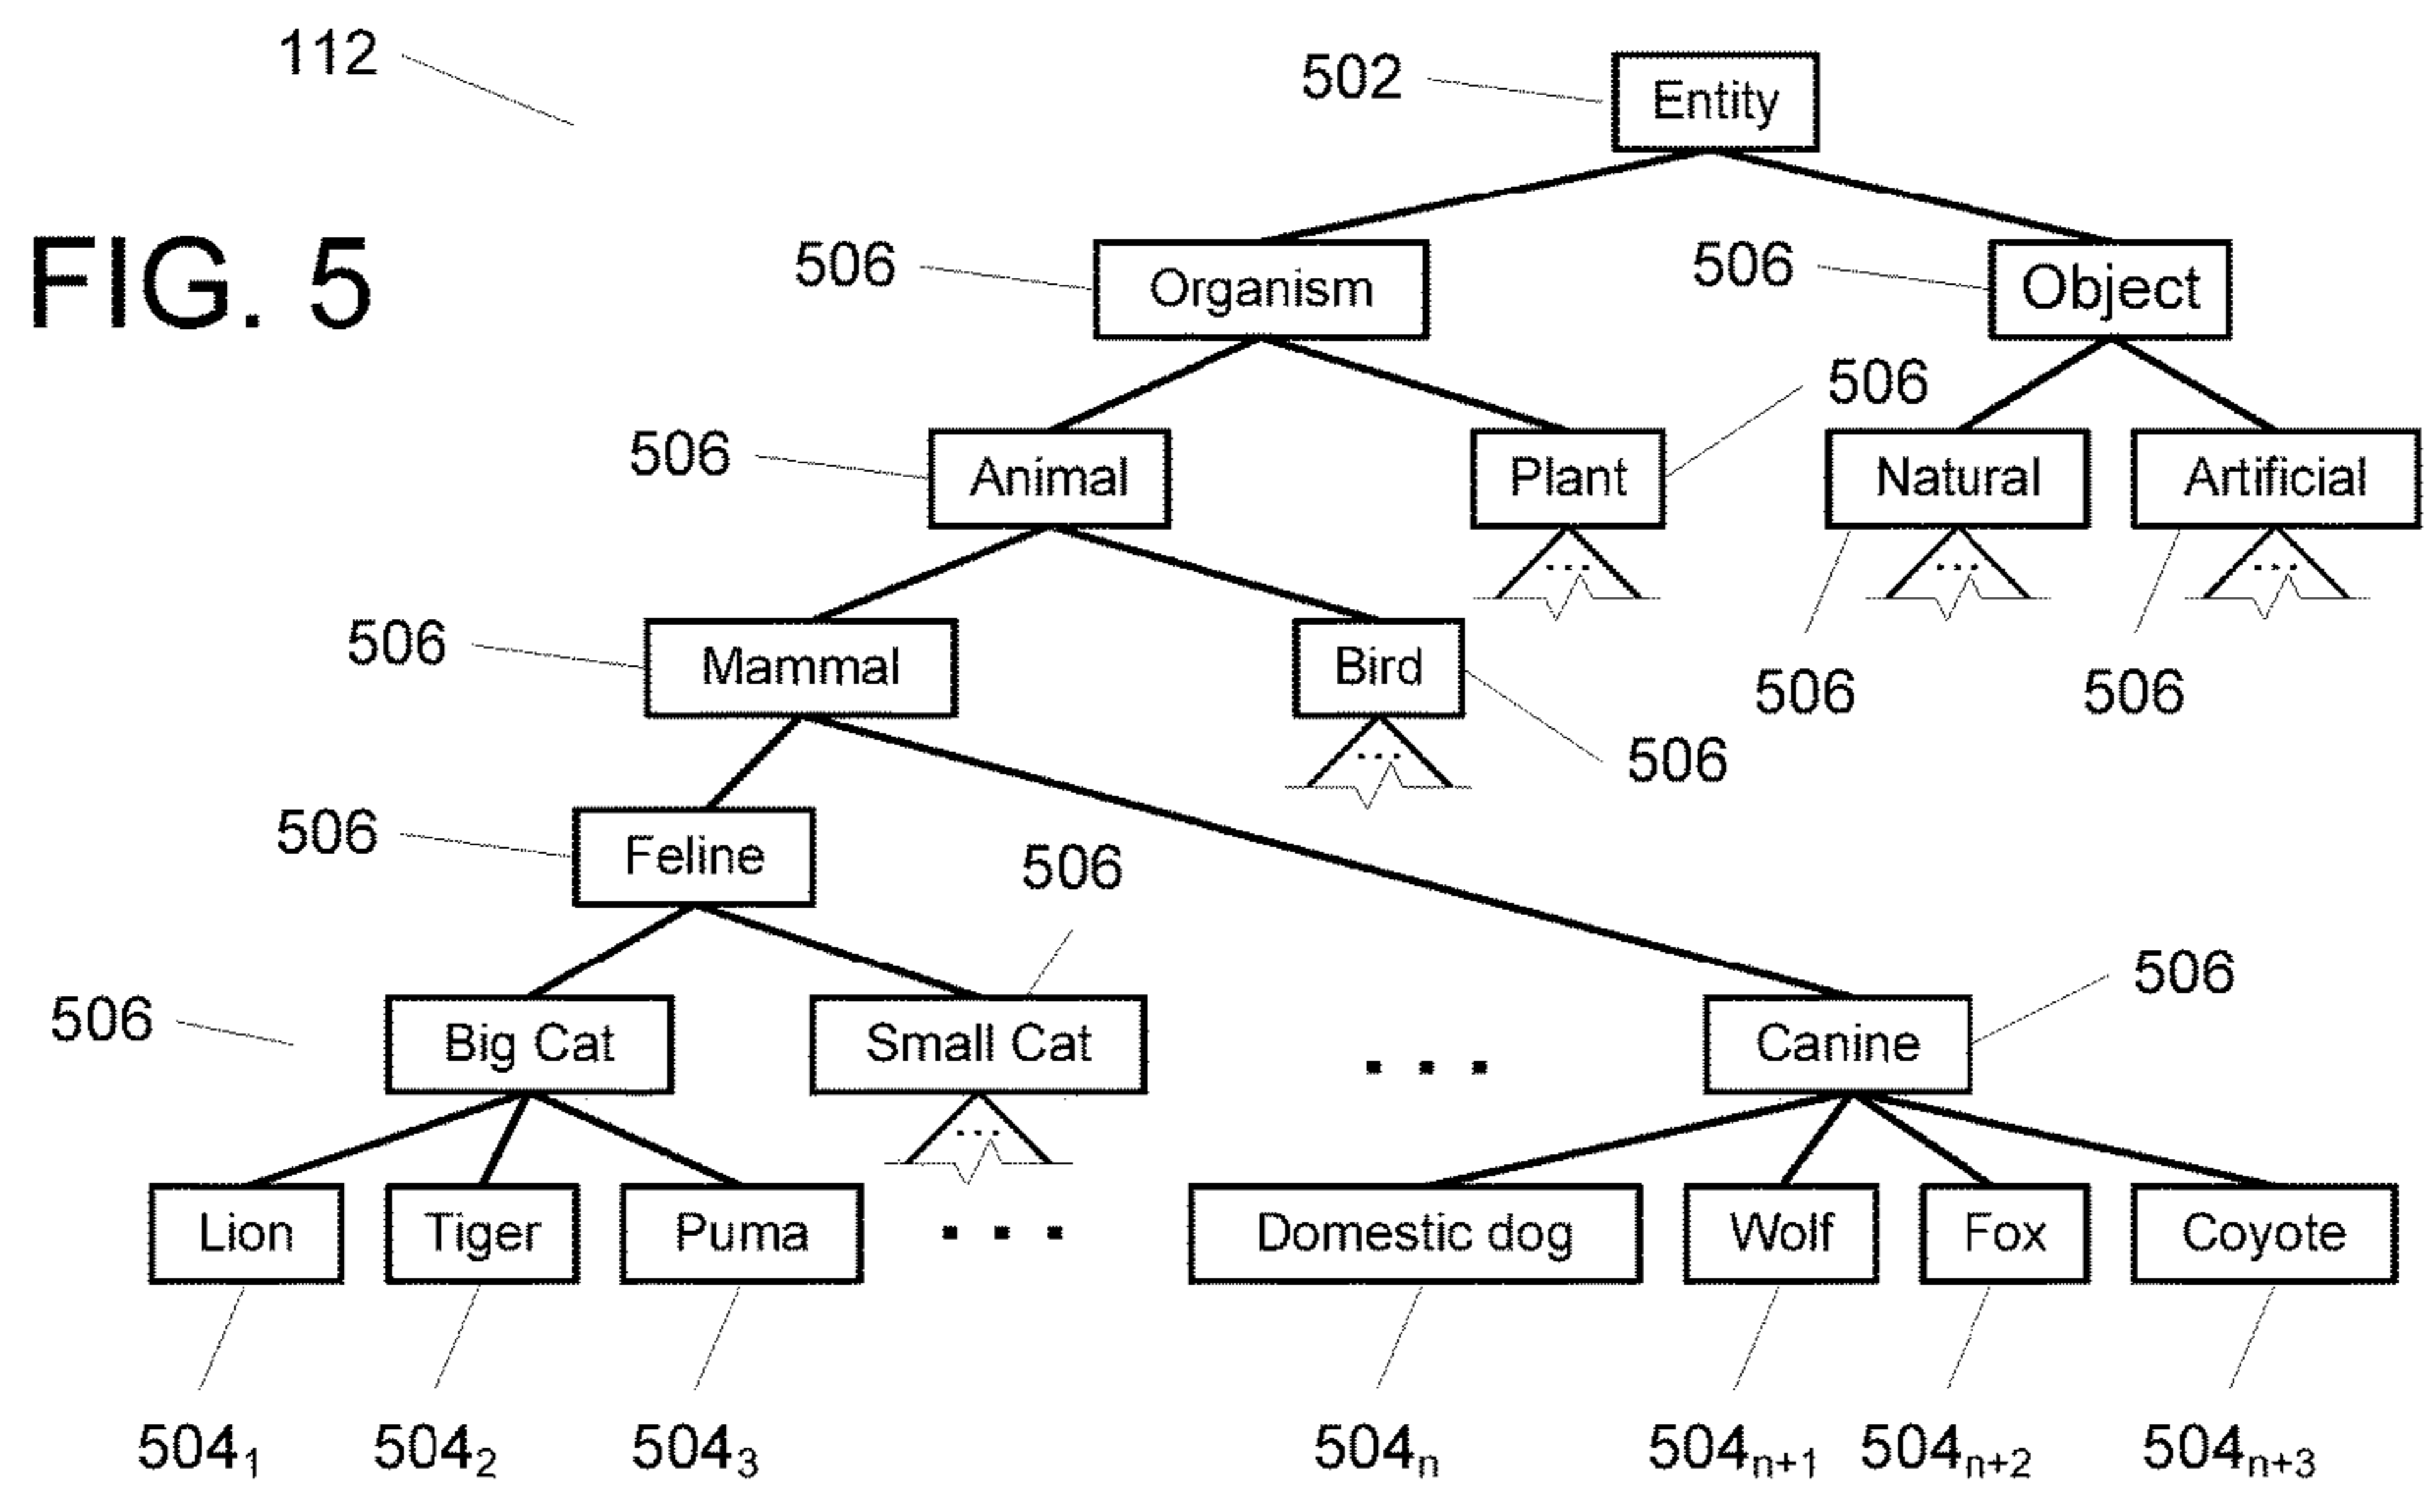 112
502
Entity
FIG. 5
506
Organism
506
Object
506
506
Animal
Plant
Natural
Artificial
506
Mammal
Bird
506
506
506
506
Feline
506
506
Big Cat
Small Cat
...
Canine
506
Lion
Tiger
Puma
...
Domestic dog
Wolf
Fox
Coyote
504₁
504₂
504₃
504ₙ
504ₙ₊₁
504ₙ₊₂
504ₙ₊₃